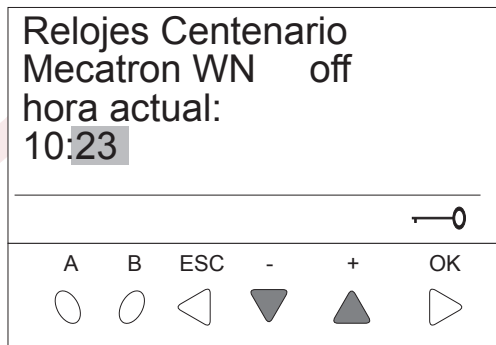 Relojes Centenario
Mecatron WN off
hora actual:
10:23
A B ESC - + OK